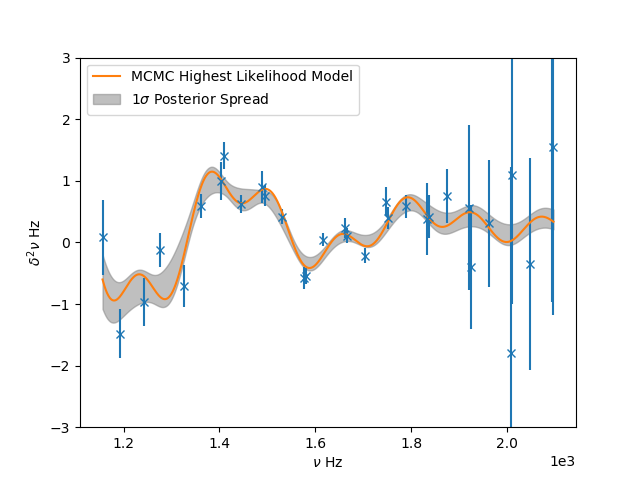 MCMC Highest Likelihood Model
1σ Posterior Spread
δ²ν Hz
3
2
1
0
−1
−2
−3
1.2
1.4
1.6
1.8
2.0
1e3
ν Hz